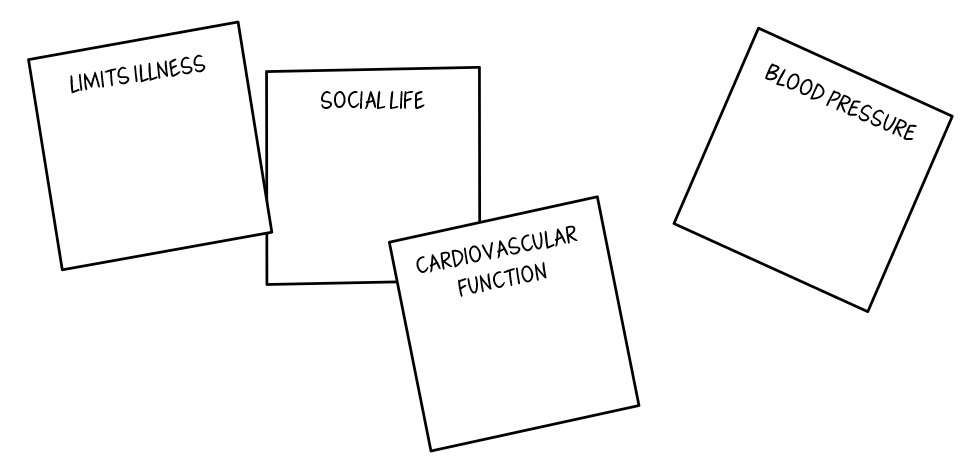 LIMITS ILLNESS
SOCIAL LIFE
CARDIOVASCULAR
FUNCTION
BLOOD PRESSURE